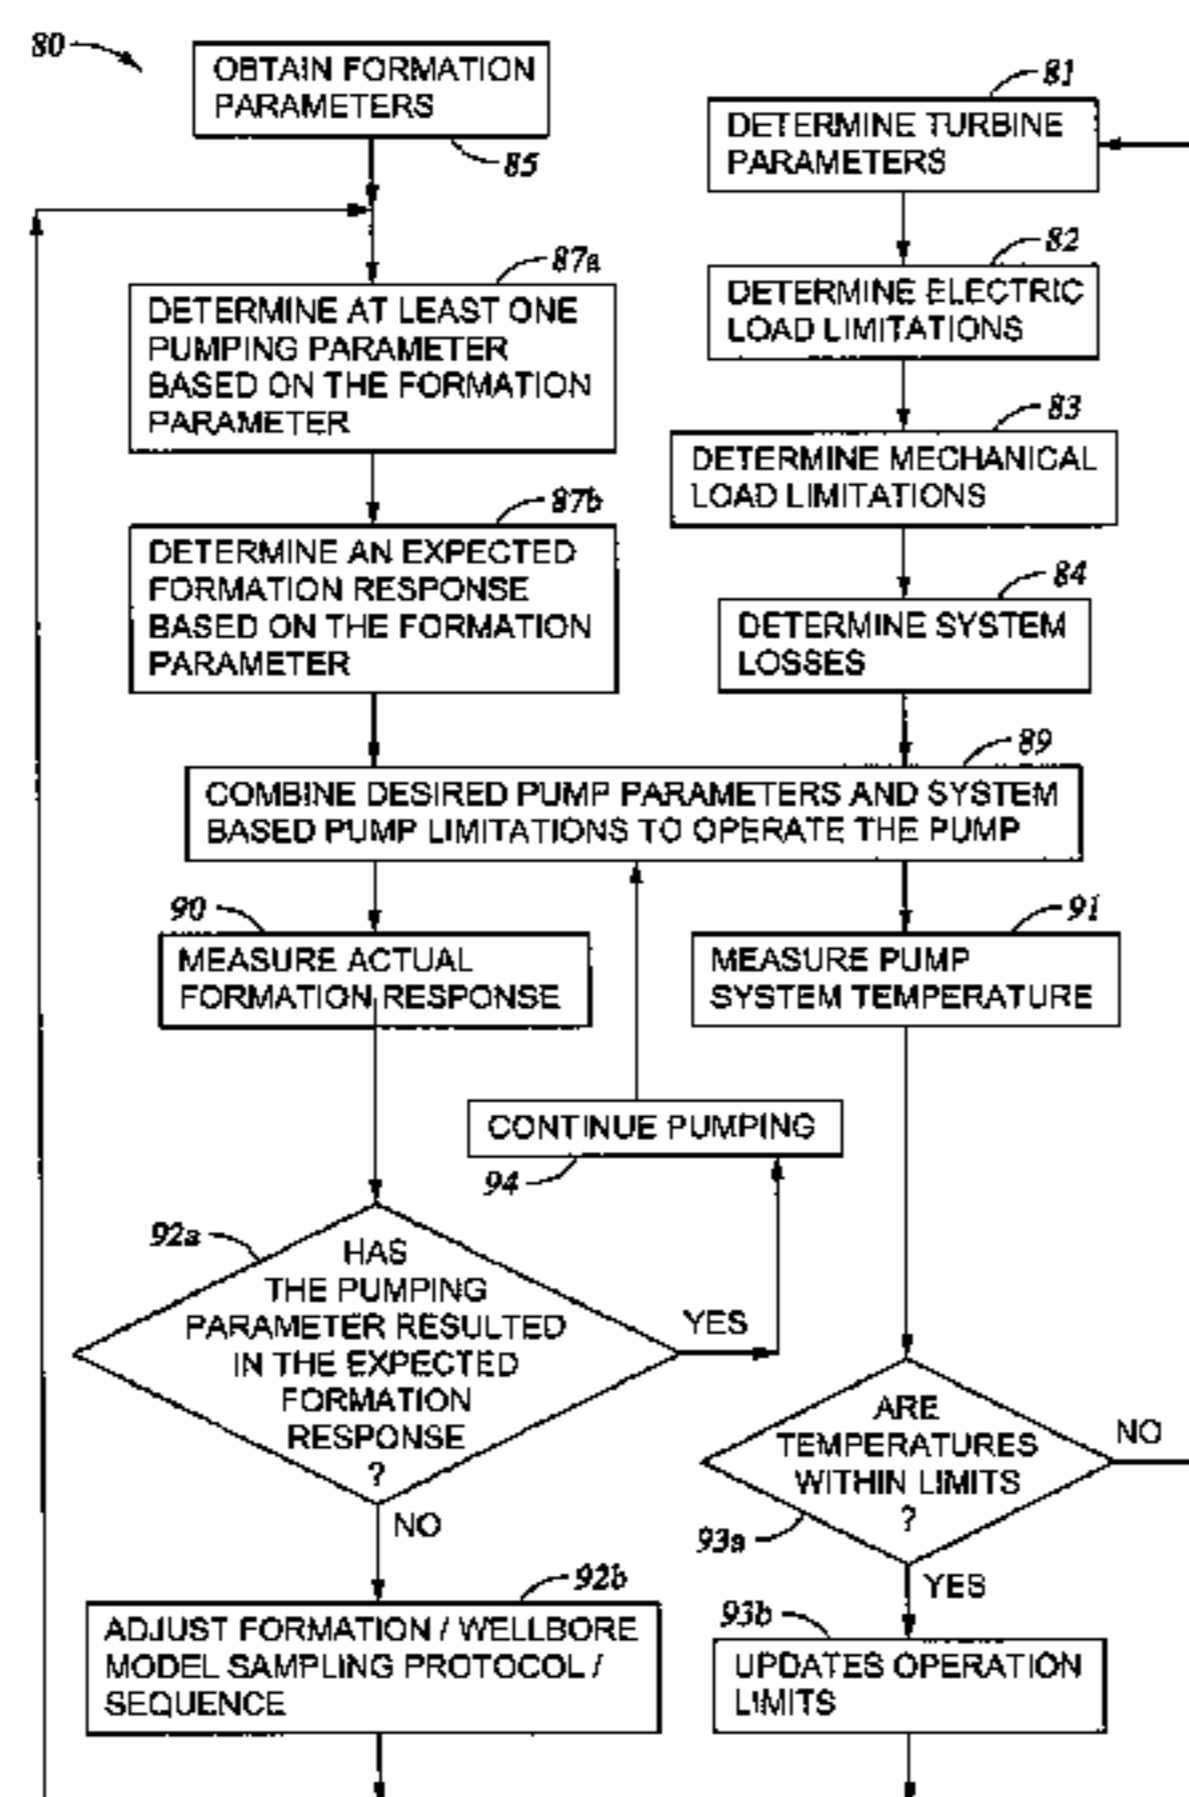 80
OBTAIN FORMATION
PARAMETERS
85
81
DETERMINE TURBINE
PARAMETERS
87a
DETERMINE AT LEAST ONE
PUMPING PARAMETER
BASED ON THE FORMATION
PARAMETER
82
DETERMINE ELECTRIC
LOAD LIMITATIONS
83
DETERMINE MECHANICAL
LOAD LIMITATIONS
87b
DETERMINE AN EXPECTED
FORMATION RESPONSE
BASED ON THE FORMATION
PARAMETER
84
DETERMINE SYSTEM
LOSSES
89
COMBINE DESIRED PUMP PARAMETERS AND SYSTEM
BASED PUMP LIMITATIONS TO OPERATE THE PUMP
90
MEASURE ACTUAL
FORMATION RESPONSE
91
MEASURE PUMP
SYSTEM TEMPERATURE
CONTINUE PUMPING
94
92a
HAS
THE PUMPING
PARAMETER RESULTED
IN THE EXPECTED
FORMATION
RESPONSE
?
YES
NO
ARE
TEMPERATURES
WITHIN LIMITS
?
NO
93a
YES
92b
ADJUST FORMATION / WELLBORE
MODEL SAMPLING PROTOCOL /
SEQUENCE
93b
UPDATES OPERATION
LIMITS